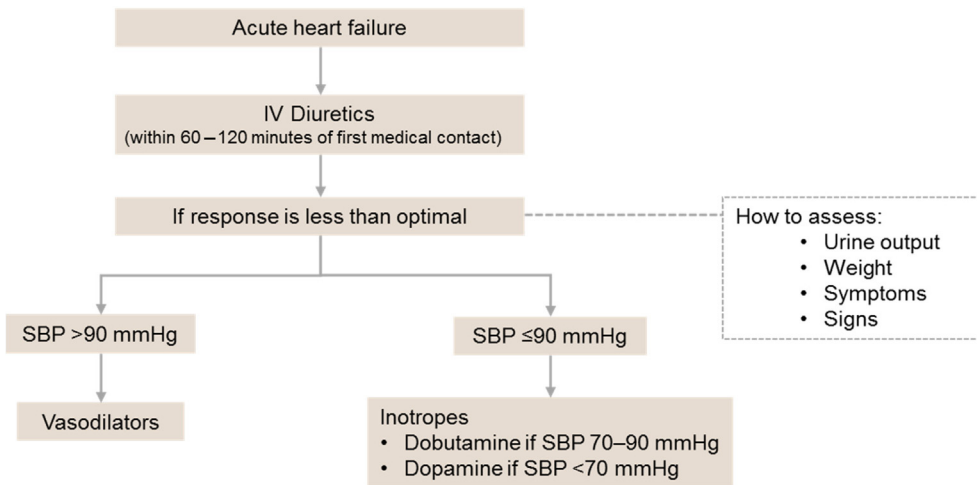 Acute heart failure
IV Diuretics
(within 60–120 minutes of first medical contact)
If response is less than optimal
How to assess:
• Urine output
• Weight
• Symptoms
• Signs
SBP >90 mmHg
SBP ≤90 mmHg
Vasodilators
Inotropes
• Dobutamine if SBP 70–90 mmHg
• Dopamine if SBP <70 mmHg